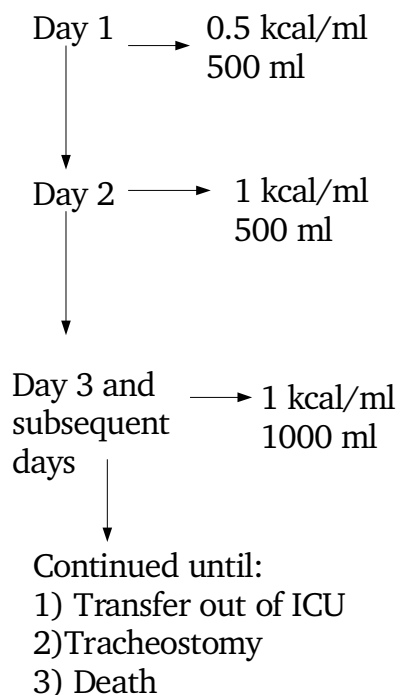 Day 1
0.5 kcal/ml
500 ml
Day 2
1 kcal/ml
500 ml
Day 3 and
subsequent
days
1 kcal/ml
1000 ml
Continued until:
1) Transfer out of ICU
2)Tracheostomy
3) Death